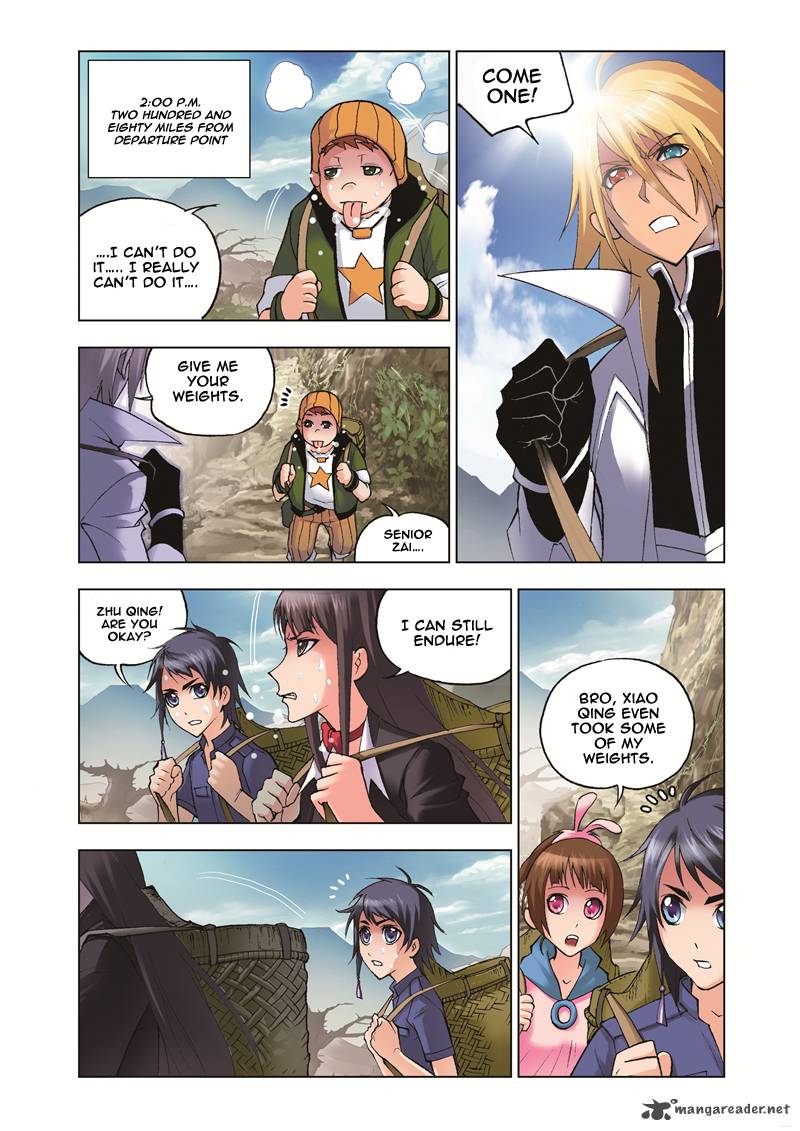 2:00 P.M.
TWO HUNDRED AND
EIGHTY MILES FROM
DEPARTURE POINT
....I CAN'T DO
IT..... I REALLY
CAN'T DO IT....
COME
ONE!
GIVE ME
YOUR
WEIGHTS.
SENIOR
ZAI....
ZHU QING!
ARE YOU
OKAY?
I CAN STILL
ENDURE!
BRO, XIAO
QING EVEN
TOOK SOME
OF MY
WEIGHTS.
mangareader.net